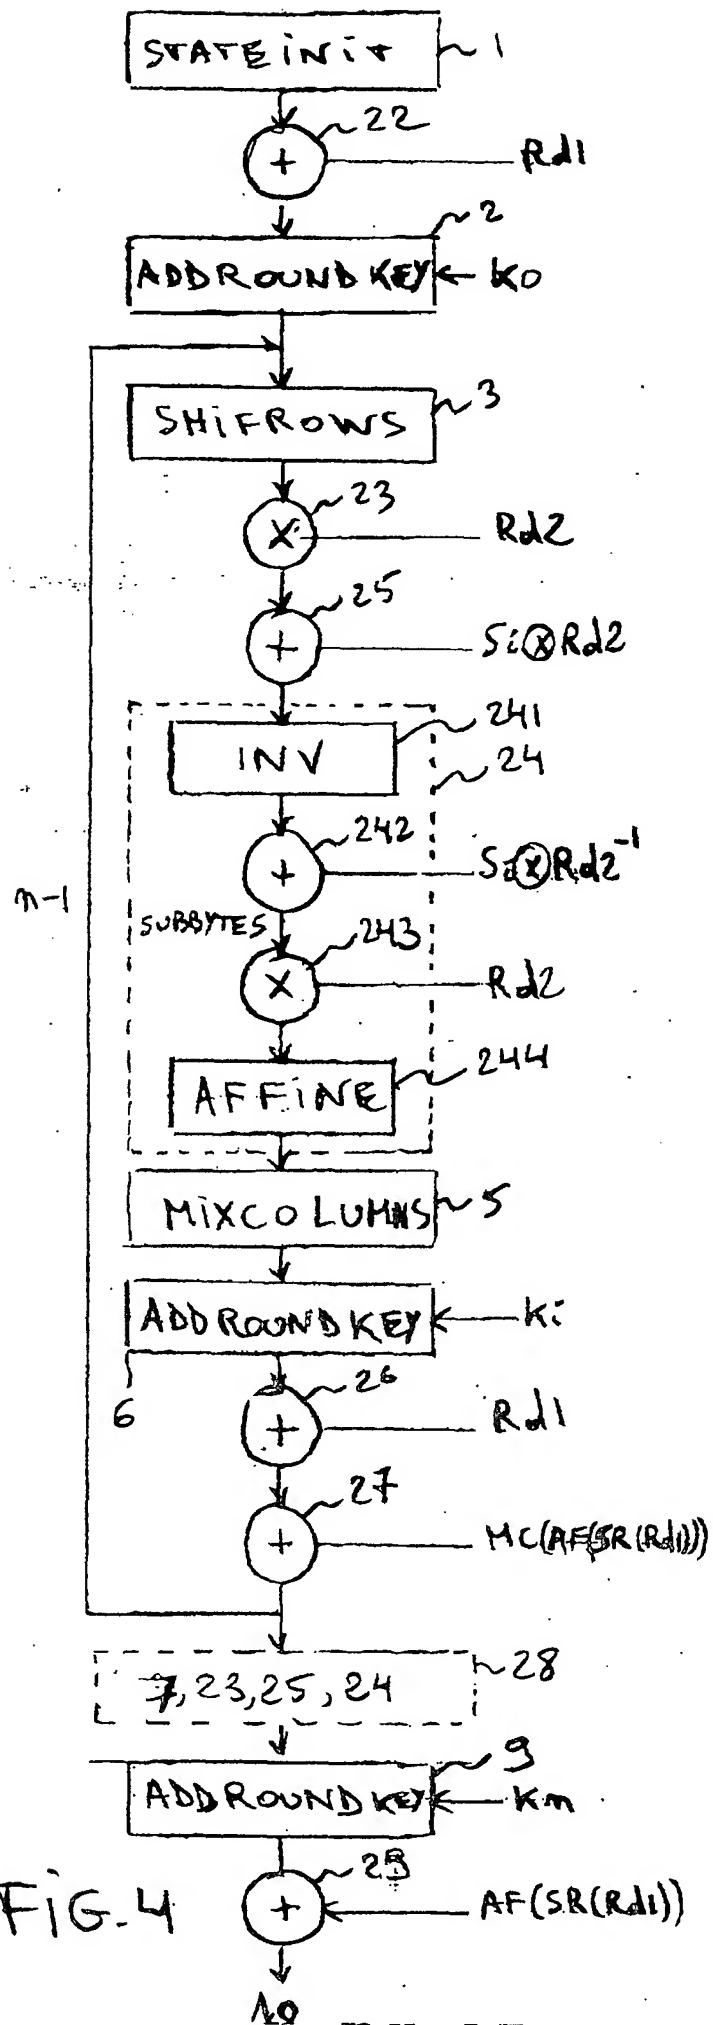 STATEiNiT 1
22
+ Rd1
2
ADDROUNDKEY K0
SHiFROWS 3
23
X Rd2
25
+ Si⊗Rd2
241
INV 24
242
+ Si⊗Rd2⁻¹
n-1
SUBBYTES 243
X Rd2
244
AFFiNE
MiXCOLUMNS 5
ADDROUNDKEY Ki
6
26
+ Rd1
27
+ MC(AF(SR(Rd1)))
7, 23, 25, 24 28
9
ADDROUNDKEY Kn
29
FiG.4 + AF(SR(Rd1))
10